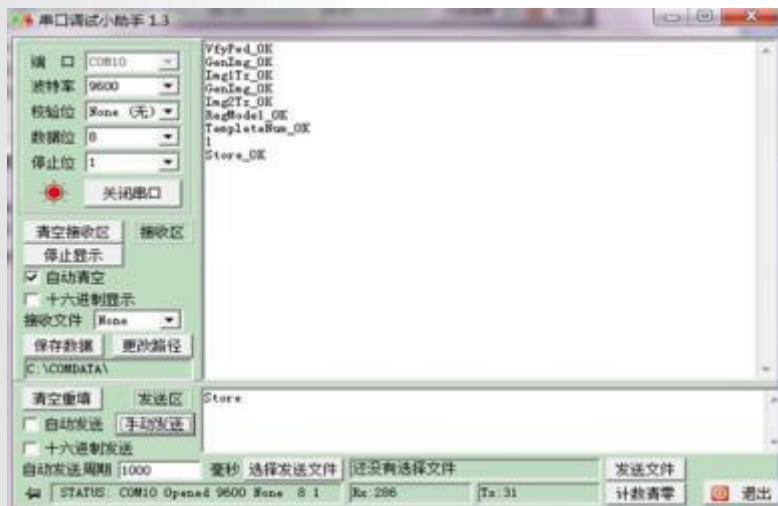 串口调试小助手 1.3
端 口 COM10
波特率 9600
校验位 None (无)
数据位 8
停止位 1
关闭串口
清空接收区 接收区
停止显示
自动清空
十六进制显示
接收文件 None
保存数据 更改路径
C:\COMDATA\
VfyPwd_OK
GenImg_OK
Img1Tz_OK
GenImg_OK
Img2Tz_OK
RegModel_OK
TemplateNum_OK
1
Store_OK
清空重填 发送区
自动发送 手动发送
十六进制发送
Store
自动发送周期 1000 毫秒 选择发送文件 还没有选择文件 发送文件
STATUS: COM10 Opened 9600 None 8 1 Rx:286 Tx:31 计数清零 退出